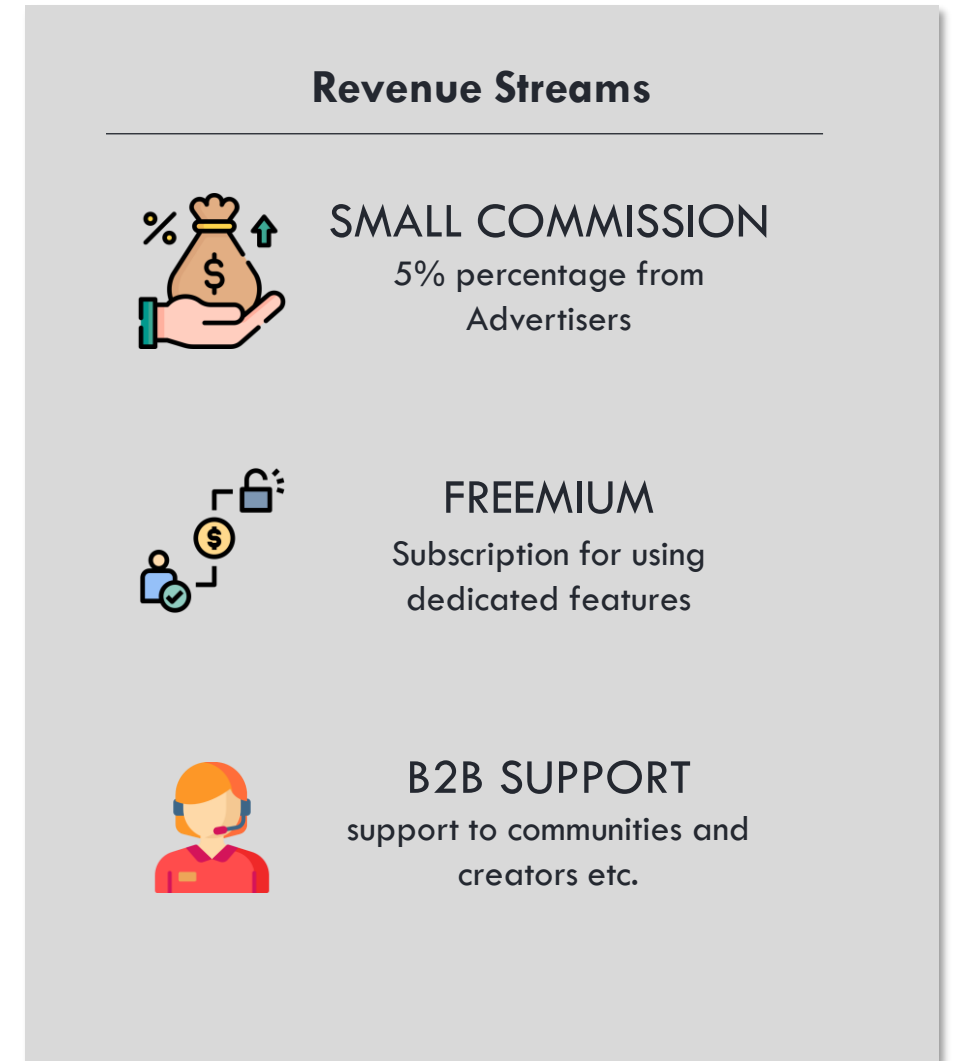 Revenue Streams
SMALL COMMISSION
5% percentage from
Advertisers
FREEMIUM
Subscription for using
dedicated features
B2B SUPPORT
support to communities and
creators etc.